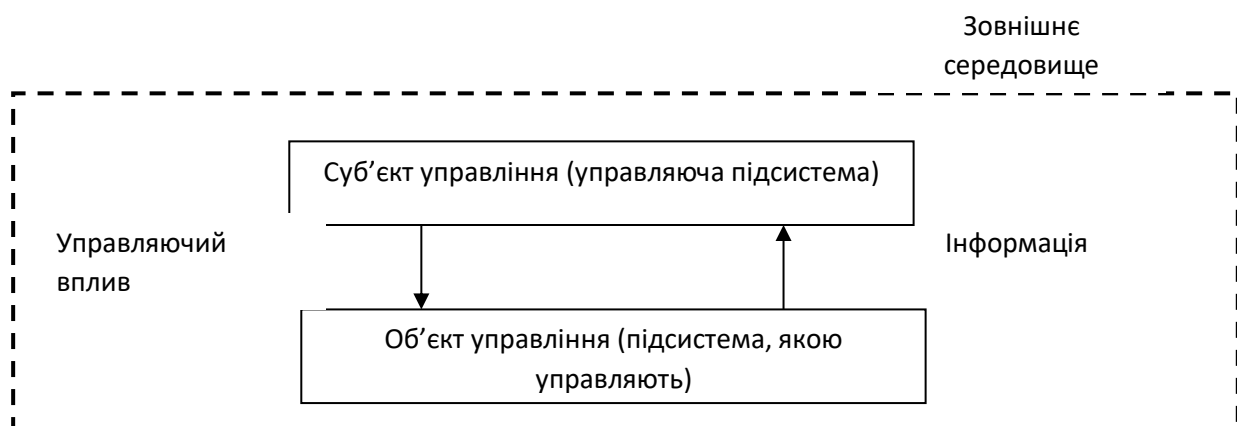 Зовнішнє
середовище
Суб’єкт управління (управляюча підсистема)
Управляючий
вплив
Інформація
Об’єкт управління (підсистема, якою
управляють)